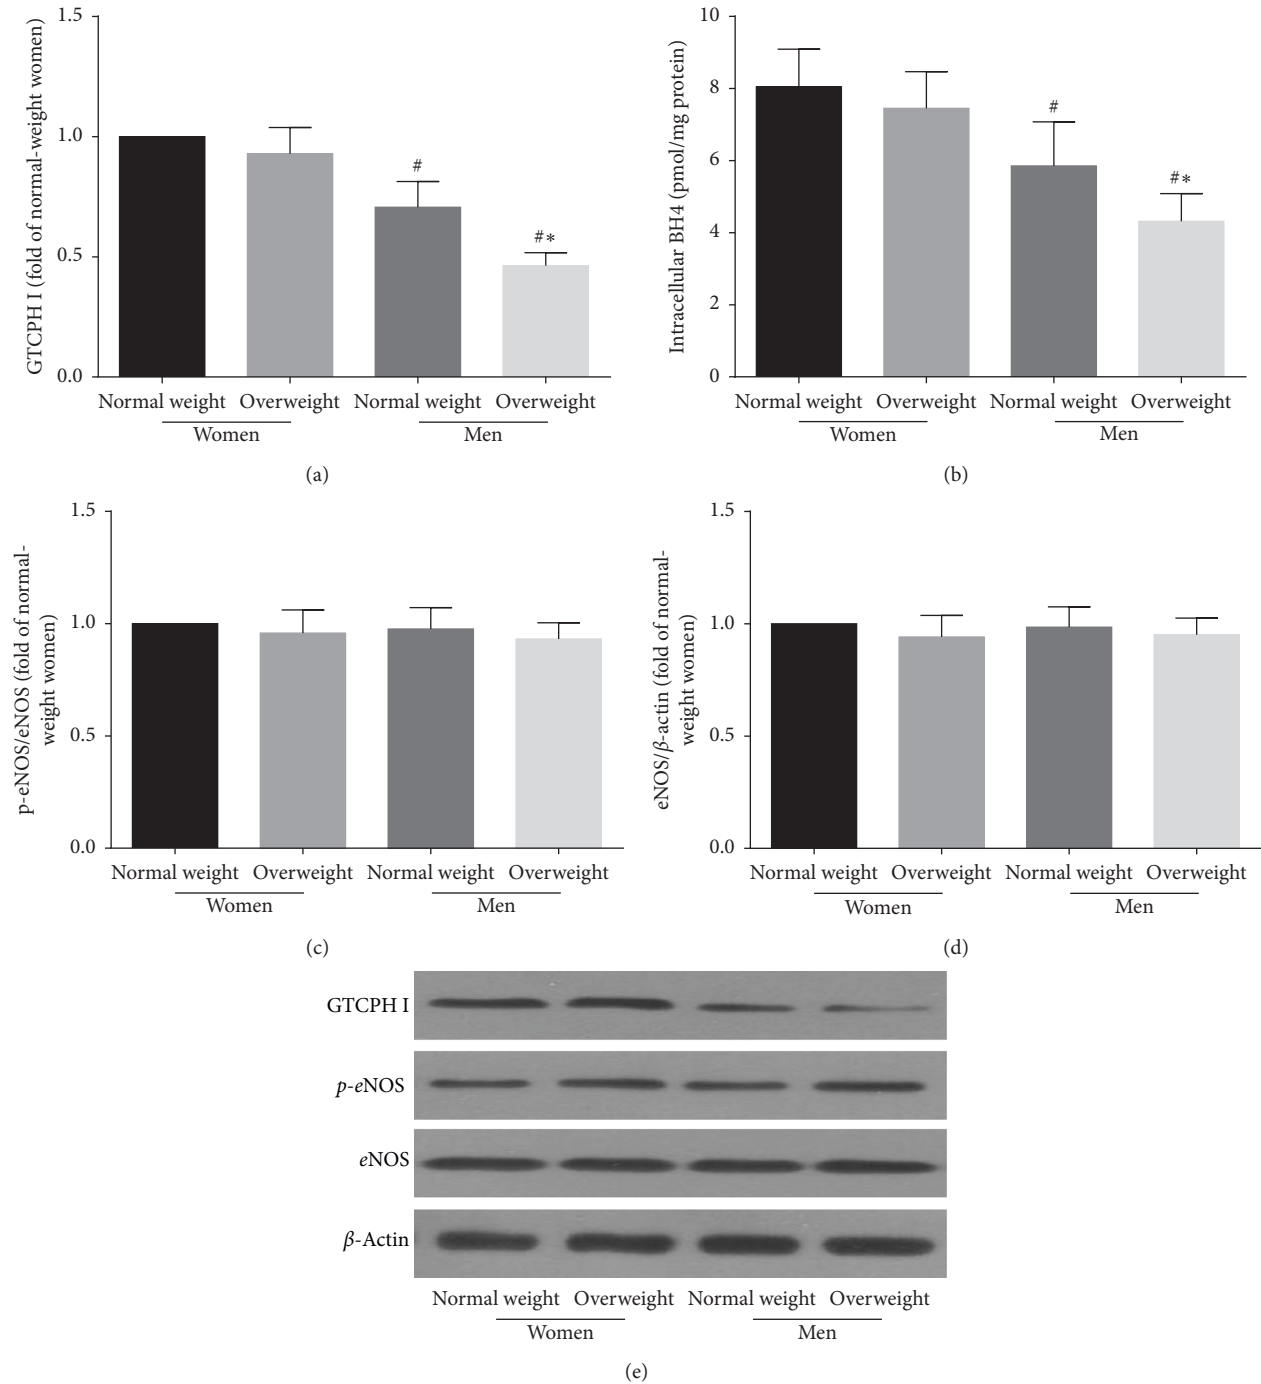 GTCPH I (fold of normal-weight women)
1.5
1.0
0.5
0.0
#
#*
Normal weight Overweight Normal weight Overweight
Women Men
(a)
Intracellular BH4 (pmol/mg protein)
10
8
6
4
2
0
#
#*
Normal weight Overweight Normal weight Overweight
Women Men
(b)
p-eNOS/eNOS (fold of normal-
weight women)
1.5
1.0
0.5
0.0
Normal weight Overweight Normal weight Overweight
Women Men
(c)
eNOS/β-actin (fold of normal-
weight women)
1.5
1.0
0.5
0.0
Normal weight Overweight Normal weight Overweight
Women Men
(d)
GTCPH I
p-eNOS
eNOS
β-Actin
Normal weight Overweight Normal weight Overweight
Women Men
(e)